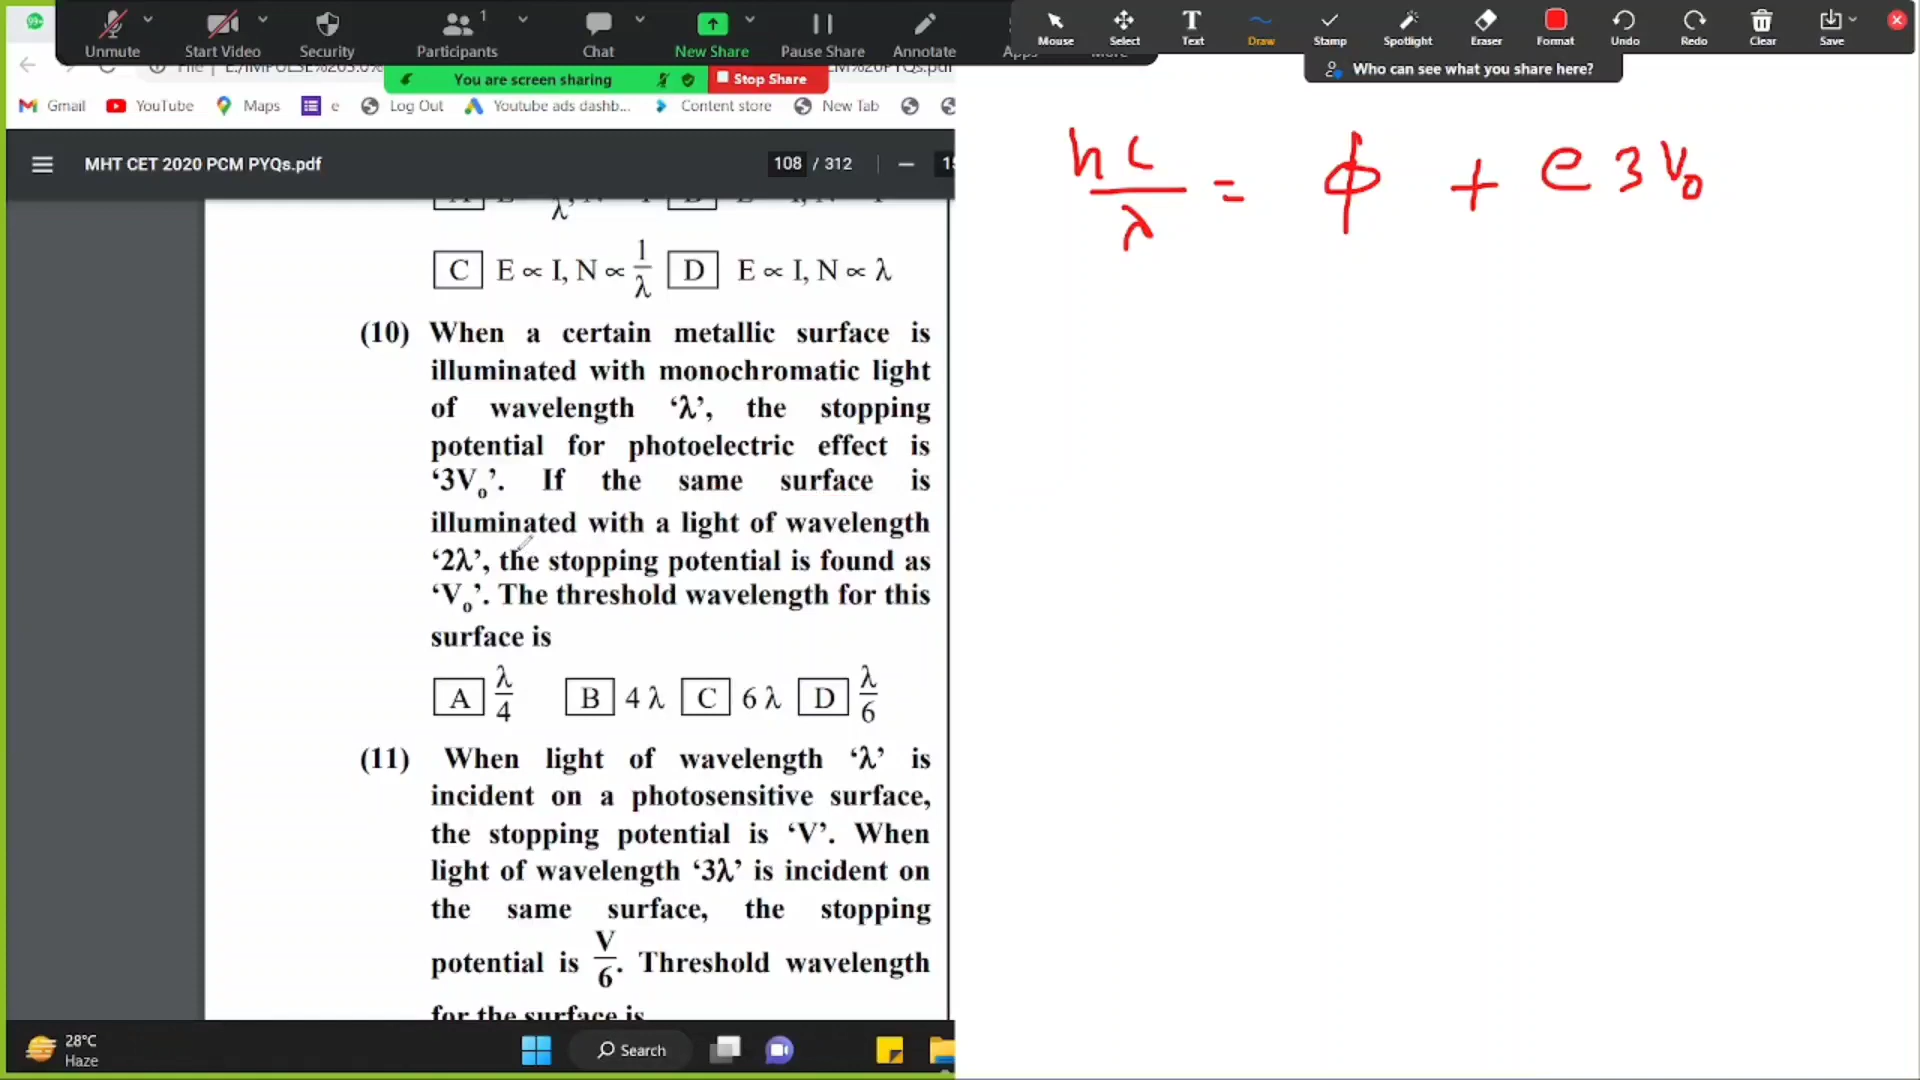 Unmute
Start Video
Security
Participants 1
Chat
New Share
Pause Share
Annotate
Mouse
Select
Text
Draw
Stamp
Spotlight
Eraser
Format
Undo
Redo
Clear
Save
99+
You are screen sharing
Stop Share
Who can see what you share here?
Gmail
YouTube
Maps
e
Log Out
Youtube ads dashb...
Content store
New Tab
MHT CET 2020 PCM PYQs.pdf
108 / 312
C E ∝ I, N ∝ 1/λ D E ∝ I, N ∝ λ
(10) When a certain metallic surface is
illuminated with monochromatic light
of wavelength ‘λ’, the stopping
potential for photoelectric effect is
‘3Vo’. If the same surface is
illuminated with a light of wavelength
‘2λ’, the stopping potential is found as
‘Vo’. The threshold wavelength for this
surface is
A λ/4 B 4 λ C 6 λ D λ/6
(11) When light of wavelength ‘λ’ is
incident on a photosensitive surface,
the stopping potential is ‘V’. When
light of wavelength ‘3λ’ is incident on
the same surface, the stopping
potential is V/6. Threshold wavelength
for the surface is
hc/λ = ϕ + e3V0
28°C
Haze
Search